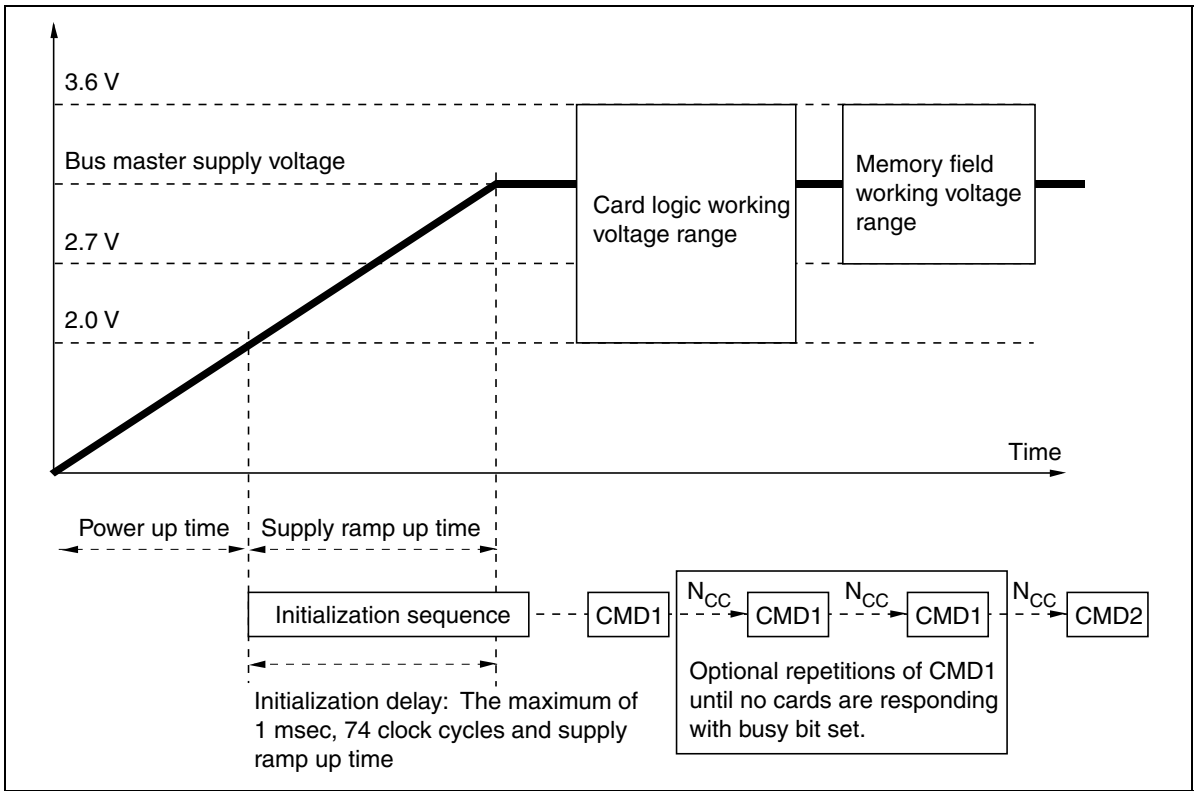 3.6 V
Bus master supply voltage
2.7 V
2.0 V
Card logic working
voltage range
Memory field
working voltage
range
Time
Power up time
Supply ramp up time
Initialization sequence
CMD1
NCC
CMD1
NCC
CMD1
NCC
CMD2
Initialization delay: The maximum of
1 msec, 74 clock cycles and supply
ramp up time
Optional repetitions of CMD1
until no cards are responding
with busy bit set.